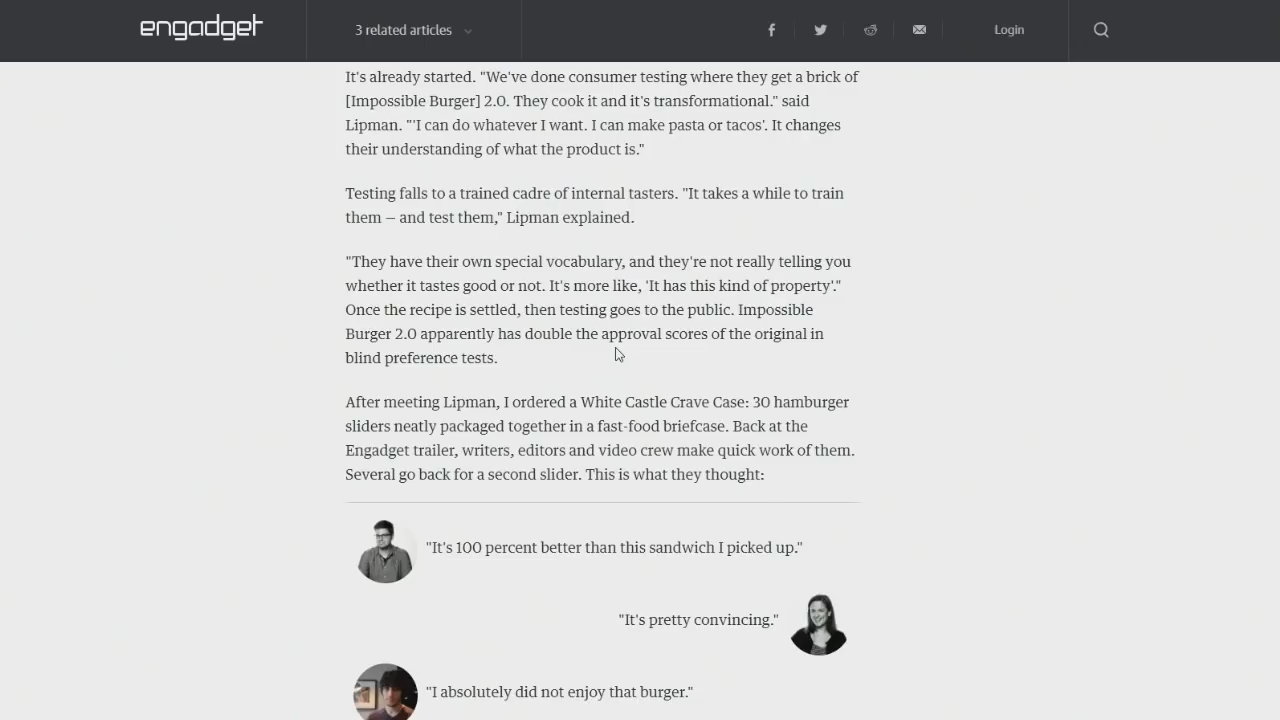 engadget
3 related articles
Login
It's already started. "We've done consumer testing where they get a brick of
[Impossible Burger] 2.0. They cook it and it's transformational." said
Lipman. "'I can do whatever I want. I can make pasta or tacos'. It changes
their understanding of what the product is."
Testing falls to a trained cadre of internal tasters. "It takes a while to train
them — and test them," Lipman explained.
"They have their own special vocabulary, and they're not really telling you
whether it tastes good or not. It's more like, 'It has this kind of property'."
Once the recipe is settled, then testing goes to the public. Impossible
Burger 2.0 apparently has double the approval scores of the original in
blind preference tests.
After meeting Lipman, I ordered a White Castle Crave Case: 30 hamburger
sliders neatly packaged together in a fast-food briefcase. Back at the
Engadget trailer, writers, editors and video crew make quick work of them.
Several go back for a second slider. This is what they thought:
"It's 100 percent better than this sandwich I picked up."
"It's pretty convincing."
"I absolutely did not enjoy that burger."